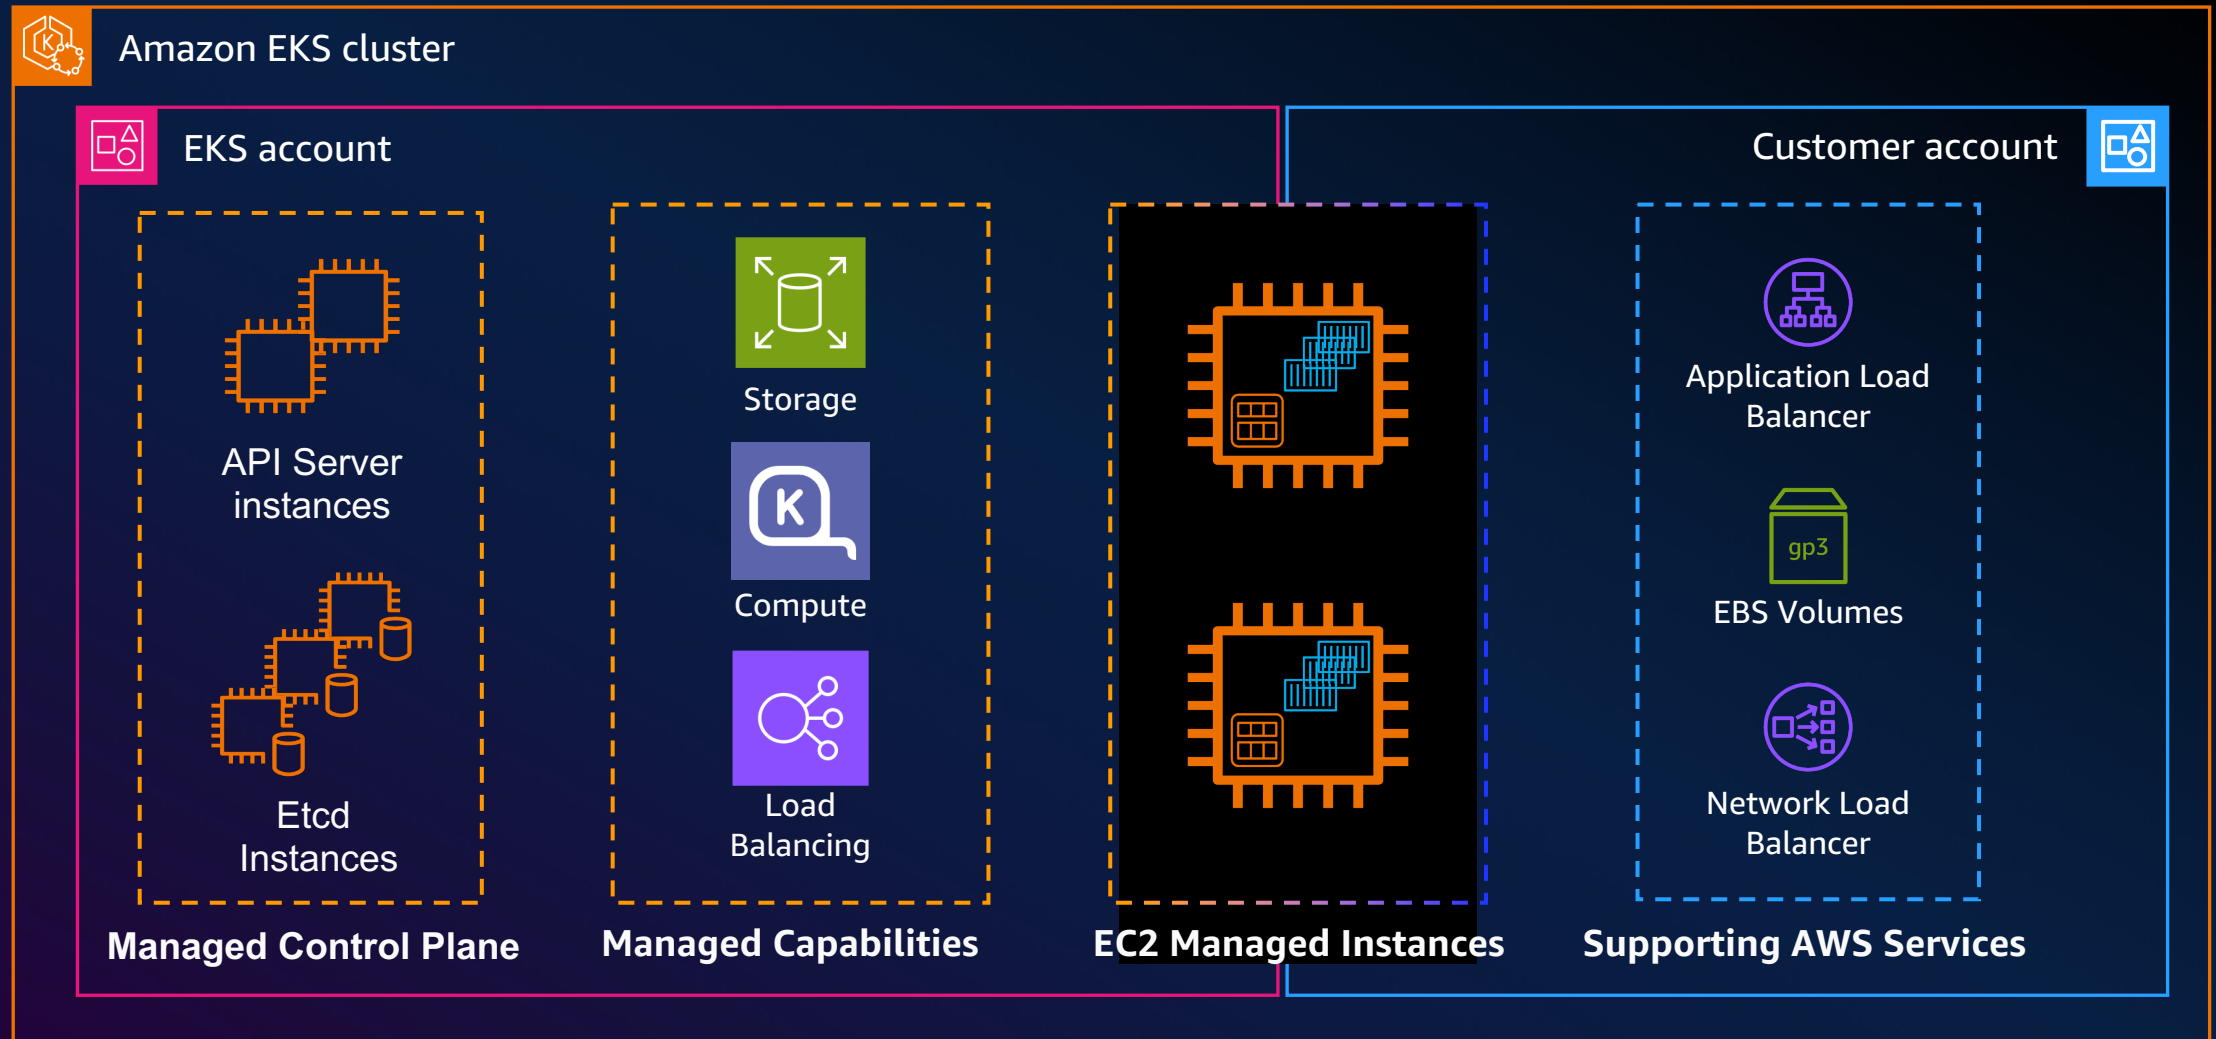 Amazon EKS cluster
EKS account
Customer account
API Server
instances
Etcd
Instances
Managed Control Plane
Storage
K
Compute
Load
Balancing
Managed Capabilities
EC2 Managed Instances
Application Load
Balancer
gp3
EBS Volumes
Network Load
Balancer
Supporting AWS Services